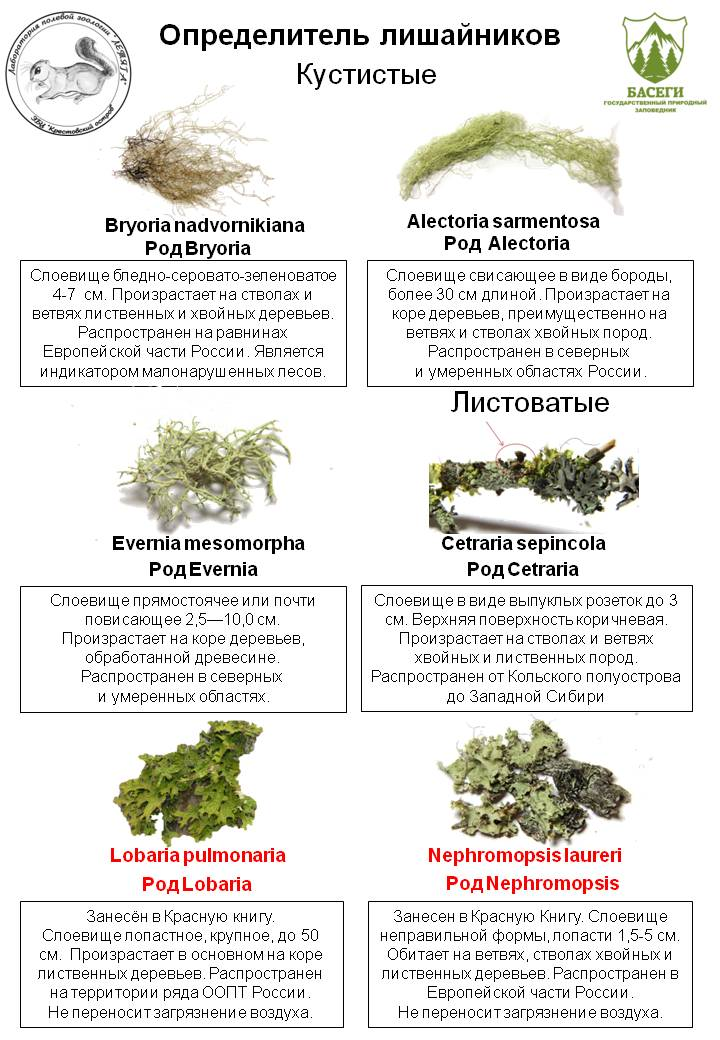 Определитель лишайников
Кустистые
Лаборатория полевой зоологии "ЛЕТЯГА"
ЭБЦ "Крестовский остров"
БАСЕГИ
ГОСУДАРСТВЕННЫЙ ПРИРОДНЫЙ
ЗАПОВЕДНИК
Bryoria nadvornikiana
Род Bryoria
Слоевище бледно-серовато-зеленоватое
4-7 см. Произрастает на стволах и
ветвях лиственных и хвойных деревьев.
Распространен на равнинах
Европейской части России. Является
индикатором малонарушенных лесов.
Alectoria sarmentosa
Род Alectoria
Слоевище свисающее в виде бороды,
более 30 см длиной. Произрастает на
коре деревьев, преимущественно на
ветвях и стволах хвойных пород.
Распространен в северных
и умеренных областях России.
Листоватые
Evernia mesomorpha
Род Evernia
Слоевище прямостоячее или почти
повисающее 2,5—10,0 см.
Произрастает на коре деревьев,
обработанной древесине.
Распространен в северных
и умеренных областях.
Cetraria sepincola
Род Cetraria
Слоевище в виде выпуклых розеток до 3
см. Верхняя поверхность коричневая.
Произрастает на стволах и ветвях
хвойных и лиственных пород.
Распространен от Кольского полуострова
до Западной Сибири
Lobaria pulmonaria
Род Lobaria
Занесён в Красную книгу.
Слоевище лопастное, крупное, до 50
см. Произрастает в основном на коре
лиственных деревьев. Распространен
на территории ряда ООПТ России.
Не переносит загрязнение воздуха.
Nephromopsis laureri
Род Nephromopsis
Занесен в Красную Книгу. Слоевище
неправильной формы, лопасти 1,5-5 см.
Обитает на ветвях, стволах хвойных и
лиственных деревьев. Распространен в
Европейской части России.
Не переносит загрязнение воздуха.